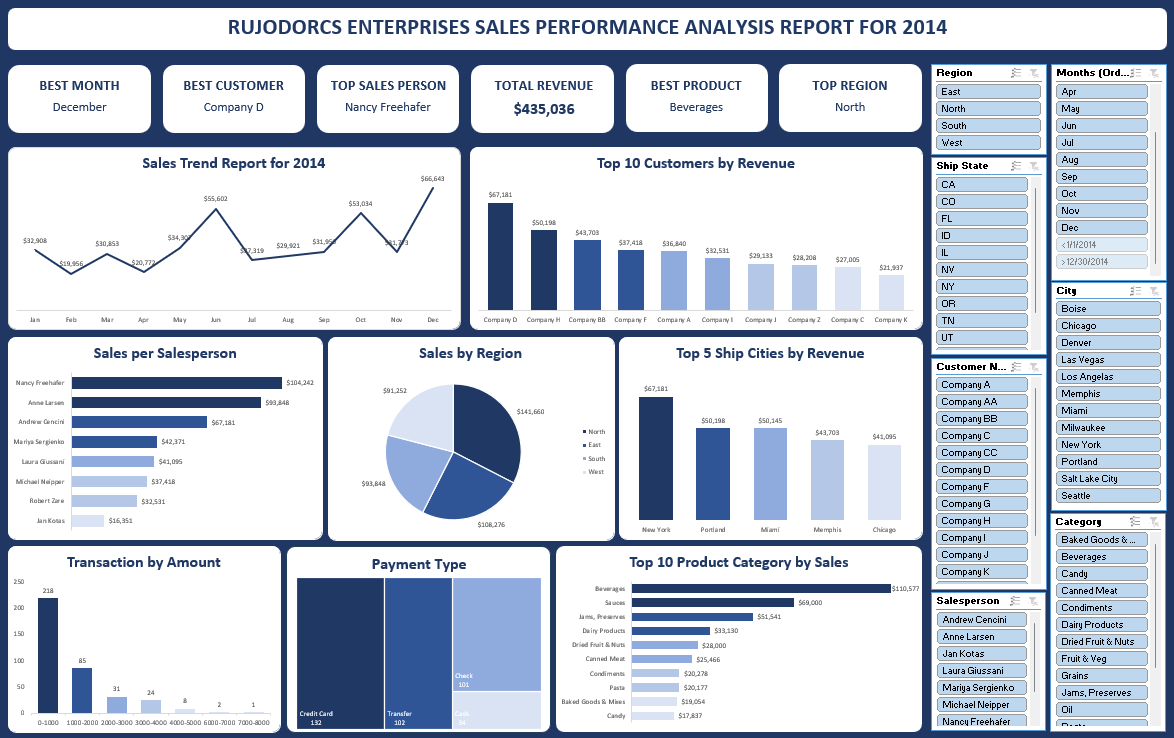 RUJODORCS ENTERPRISES SALES PERFORMANCE ANALYSIS REPORT FOR 2014
BEST MONTH
December
BEST CUSTOMER
Company D
TOP SALES PERSON
Nancy Freehafer
TOTAL REVENUE
$435,036
BEST PRODUCT
Beverages
TOP REGION
North
Sales Trend Report for 2014
$32,908
$19,956
$30,853
$20,772
$34,307
$55,602
$29,921
$53,034
$66,643
Jan Feb Mar Apr May Jun Jul Aug Sep Oct Nov Dec
Top 10 Customers by Revenue
$67,181
$50,198
$43,703
$37,418
$36,840
$32,531
$29,133
$28,208
$27,005
$21,937
Company D Company H Company BB Company F Company A Company I Company J Company Z Company C Company K
Sales per Salesperson
Nancy Freehafer $104,242
Anne Larsen $93,848
Andrew Cencini $67,181
Mariya Sergienko $42,371
Laura Giussani $41,095
Michael Neipper $37,418
Robert Zare $32,531
Jan Kotas $16,351
Sales by Region
$91,252
$141,660
$93,848
$108,276
North
East
South
West
Top 5 Ship Cities by Revenue
$67,181
$50,198
$50,145
$43,703
$41,095
New York Portland Miami Memphis Chicago
Transaction by Amount
250
200
150
100
50
0
218
85
31
24
8
2
1
0-1000 1000-2000 2000-3000 3000-4000 4000-5000 6000-7000 7000-8000
Payment Type
Credit Card
132
Transfer
102
Check
101
Top 10 Product Category by Sales
Beverages $110,577
Sauces $69,000
Jams, Preserves $51,541
Dairy Products $33,130
Dried Fruit & Nuts $28,000
Canned Meat $25,466
Condiments $20,278
Pasta $20,177
Baked Goods & Mixes $19,054
Candy $17,837
Region
East
North
South
West
Ship State
CA
CO
FL
ID
IL
NV
NY
OR
TN
UT
Customer N...
Company A
Company AA
Company BB
Company C
Company CC
Company D
Company F
Company G
Company H
Company I
Company J
Company K
Salesperson
Andrew Cencini
Anne Larsen
Jan Kotas
Laura Giussani
Mariya Sergienko
Michael Neipper
Nancy Freehafer
Months (Ord...
Apr
May
Jun
Jul
Aug
Sep
Oct
Nov
Dec
<1/1/2014
>12/30/2014
City
Boise
Chicago
Denver
Las Vegas
Los Angelas
Memphis
Miami
Milwaukee
New York
Portland
Salt Lake City
Seattle
Category
Baked Goods & ...
Beverages
Candy
Canned Meat
Condiments
Dairy Products
Dried Fruit & Nuts
Fruit & Veg
Grains
Jams, Preserves
Oil